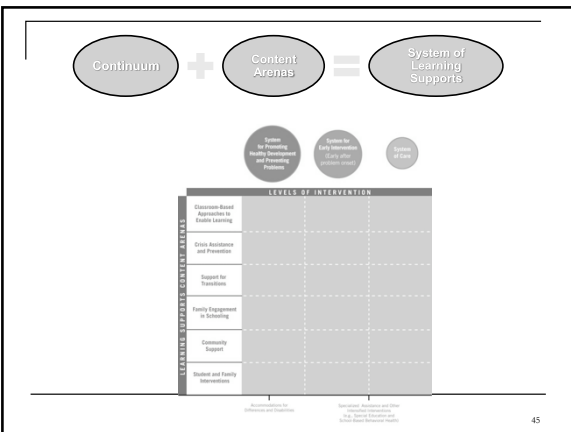 Continuum
+
Content
Arenas
=
System of
Learning
Supports
System
for Promoting
Healthy Development
and Preventing
Problems
System for
Early Intervention
(Early after
problem onset)
System
of Care
LEVELS OF INTERVENTION
LEARNING SUPPORTS CONTENT ARENAS
Classroom-Based
Approaches to
Enable Learning
Crisis Assistance
and Prevention
Support for
Transitions
Family Engagement
in Schooling
Community
Support
Student and Family
Interventions
Accommodations for
Differences and Disabilities
Specialized Assistance and Other
Intensified Interventions
(e.g., Special Education and
School-Based Behavioral Health)
45